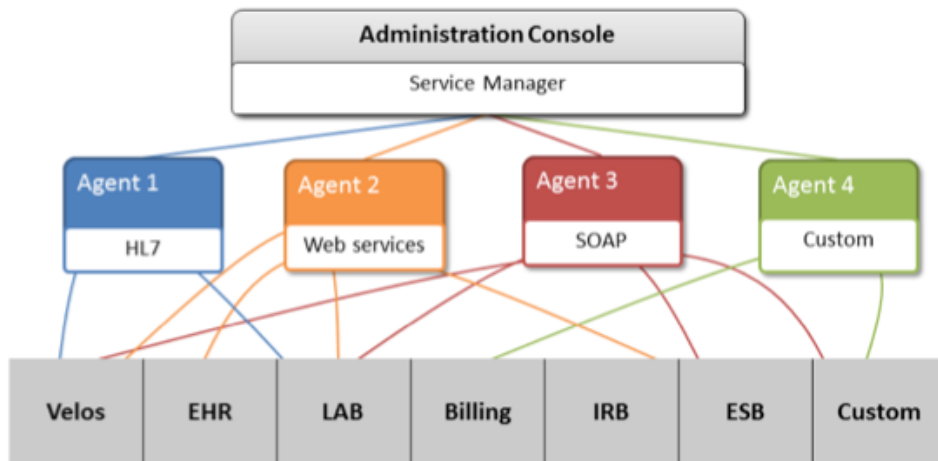 Administration Console
Service Manager
Agent 1
HL7
Agent 2
Web services
Agent 3
SOAP
Agent 4
Custom
Velos
EHR
LAB
Billing
IRB
ESB
Custom